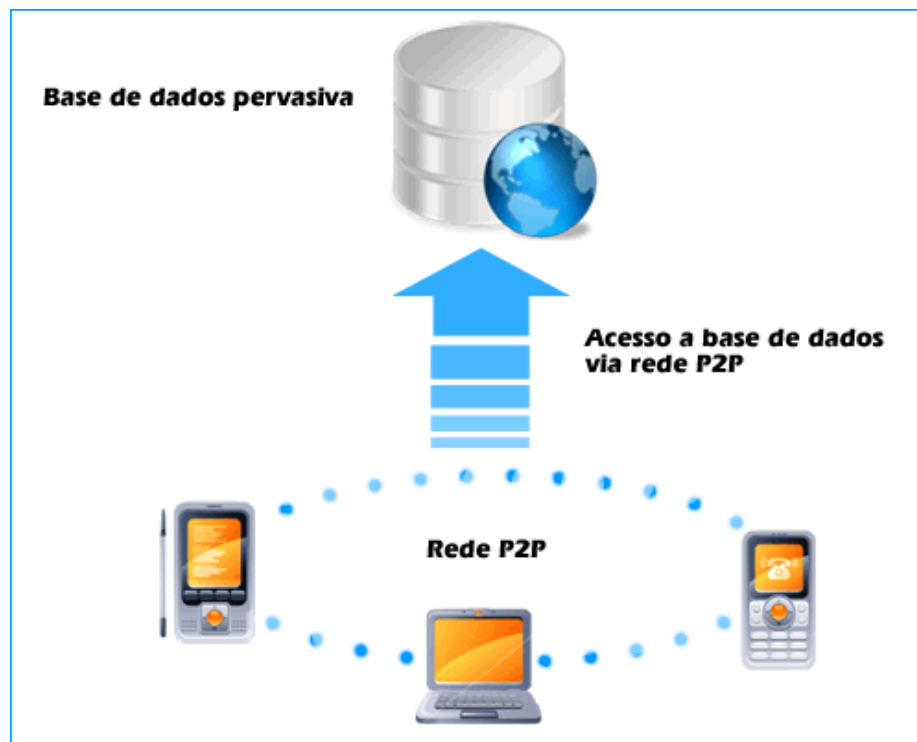 Base de dados pervasiva
Acesso a base de dados
via rede P2P
Rede P2P